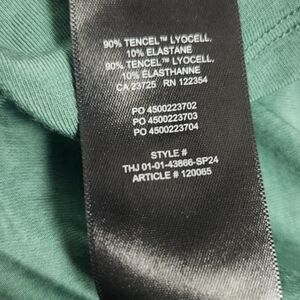 90% TENCEL™ LYOCELL.
10% ELASTANE
90% TENCEL™ LYOCELL.
10% ÉLASTHANNE
CA 23725 RN 122354
PO 4500223702
PO 4500223703
PO 4500223704
STYLE #
THJ 01-01-43866-SP24
ARTICLE # 120065